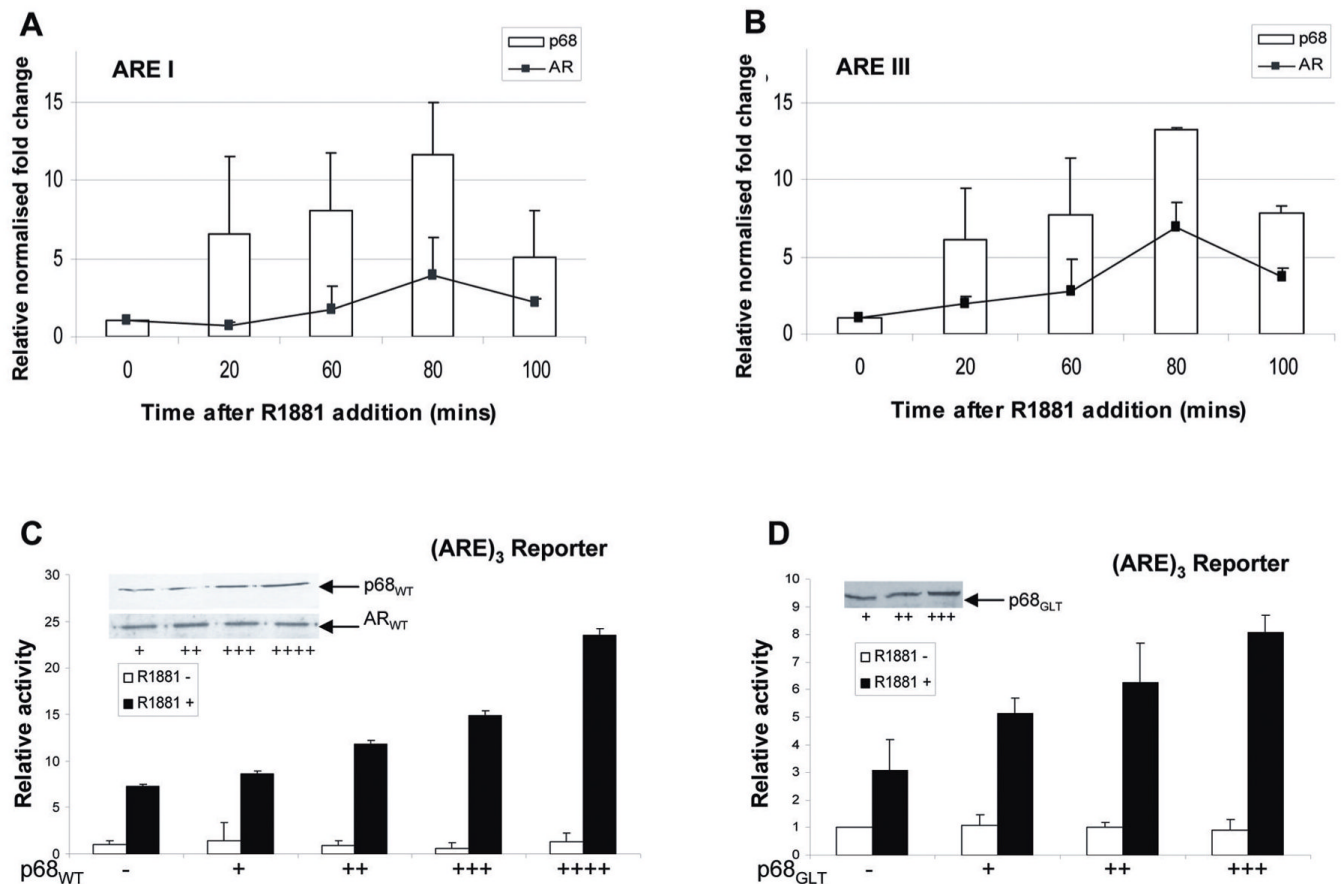 A
ARE I
p68
AR
Relative normalised fold change
15
10
5
0
0 20 60 80 100
Time after R1881 addition (mins)
B
ARE III
p68
AR
Relative normalised fold change
15
10
5
0
0 20 60 80 100
Time after R1881 addition (mins)
C
(ARE)3 Reporter
p68WT
ARWT
+ ++ +++ ++++
R1881 -
R1881 +
Relative activity
30
25
20
15
10
5
0
p68WT - + ++ +++ ++++
D
(ARE)3 Reporter
p68GLT
+ ++ +++
R1881 -
R1881 +
Relative activity
10
9
8
7
6
5
4
3
2
1
0
p68GLT - + ++ +++